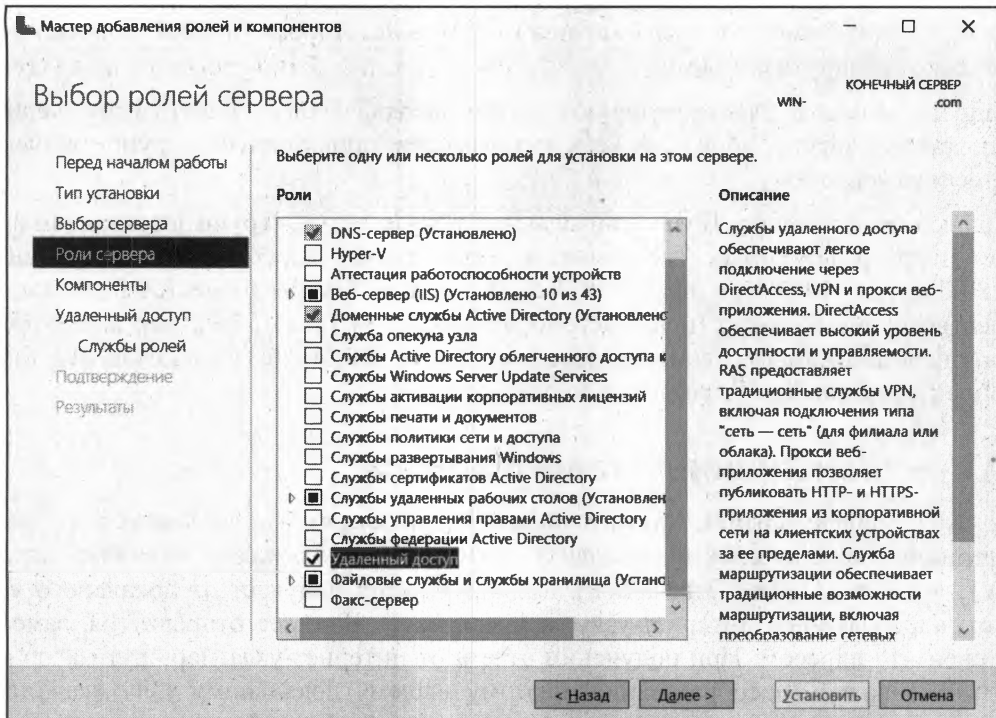 Мастер добавления ролей и компонентов
Выбор ролей сервера
КОНЕЧНЫЙ СЕРВЕР
WIN- .com
Перед началом работы
Тип установки
Выбор сервера
Роли сервера
Компоненты
Удаленный доступ
Службы ролей
Подтверждение
Результаты
Выберите одну или несколько ролей для установки на этом сервере.
Роли
DNS-сервер (Установлено)
Hyper-V
Аттестация работоспособности устройств
Веб-сервер (IIS) (Установлено 10 из 43)
Доменные службы Active Directory (Установлено
Служба опекуна узла
Службы Active Directory облегченного доступа к
Службы Windows Server Update Services
Службы активации корпоративных лицензий
Службы печати и документов
Службы политики сети и доступа
Службы развертывания Windows
Службы сертификатов Active Directory
Службы удаленных рабочих столов (Установлен
Службы управления правами Active Directory
Службы федерации Active Directory
Удаленный доступ
Файловые службы и службы хранилища (Устано
Факс-сервер
Описание
Службы удаленного доступа
обеспечивают легкое
подключение через
DirectAccess, VPN и прокси веб-
приложения. DirectAccess
обеспечивает высокий уровень
доступности и управляемости.
RAS предоставляет
традиционные службы VPN,
включая подключения типа
"сеть — сеть" (для филиала или
облака). Прокси веб-
приложения позволяет
публиковать HTTP- и HTTPS-
приложения из корпоративной
сети на клиентских устройствах
за ее пределами. Служба
маршрутизации обеспечивает
традиционные возможности
маршрутизации, включая
преобразование сетевых
< Назад
Далее >
Установить
Отмена